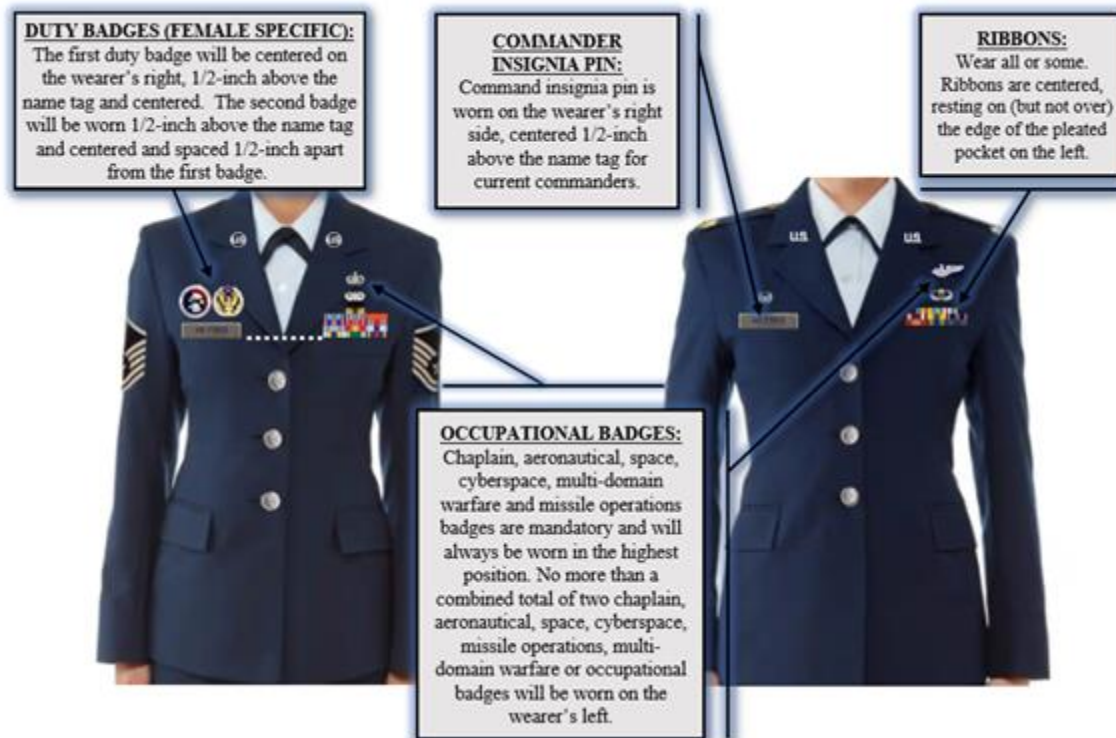 DUTY BADGES (FEMALE SPECIFIC):
The first duty badge will be centered on
the wearer's right, 1/2-inch above the
name tag and centered. The second badge
will be worn 1/2-inch above the name tag
and centered and spaced 1/2-inch apart
from the first badge.
COMMANDER
INSIGNIA PIN:
Command insignia pin is
worn on the wearer's right
side, centered 1/2-inch
above the name tag for
current commanders.
RIBBONS:
Wear all or some.
Ribbons are centered,
resting on (but not over)
the edge of the pleated
pocket on the left.
US
US
U.S.
U.S.
OCCUPATIONAL BADGES:
Chaplain, aeronautical, space,
cyberspace, multi-domain
warfare and missile operations
badges are mandatory and will
always be worn in the highest
position. No more than a
combined total of two chaplain,
aeronautical, space, cyberspace,
missile operations, multi-
domain warfare or occupational
badges will be worn on the
wearer's left.